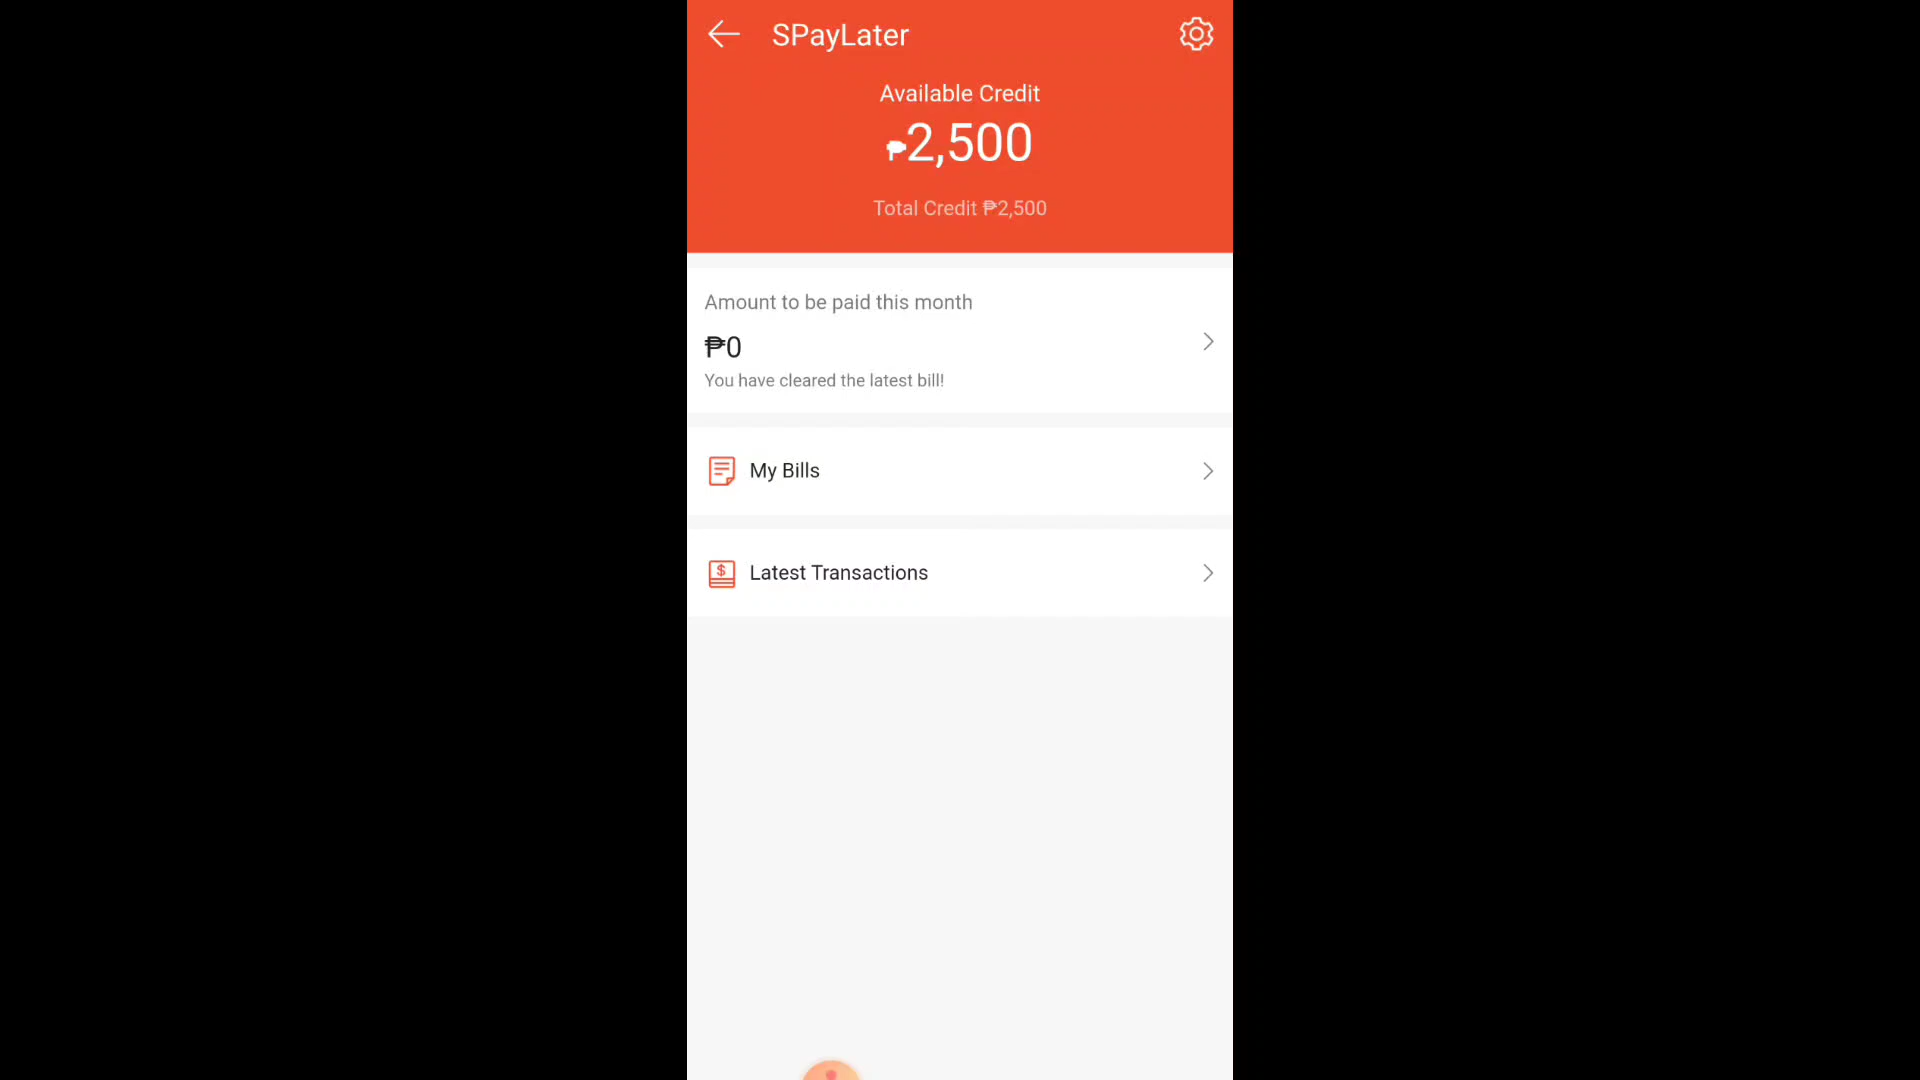 SPayLater
Available Credit
₱2,500
Total Credit ₱2,500
Amount to be paid this month
₱0
You have cleared the latest bill!
My Bills
$
Latest Transactions